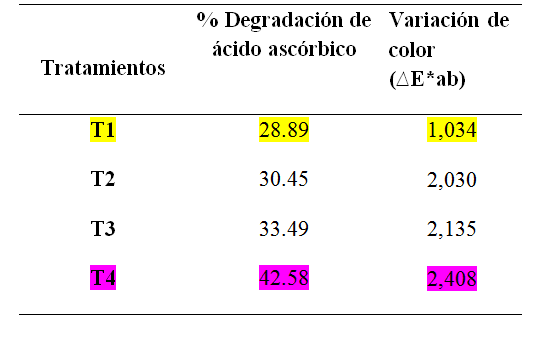 Tratamientos
% Degradación de
ácido ascórbico
Variación de
color
(△E*ab)
T1 28.89 1,034
T2 30.45 2,030
T3 33.49 2,135
T4 42.58 2,408